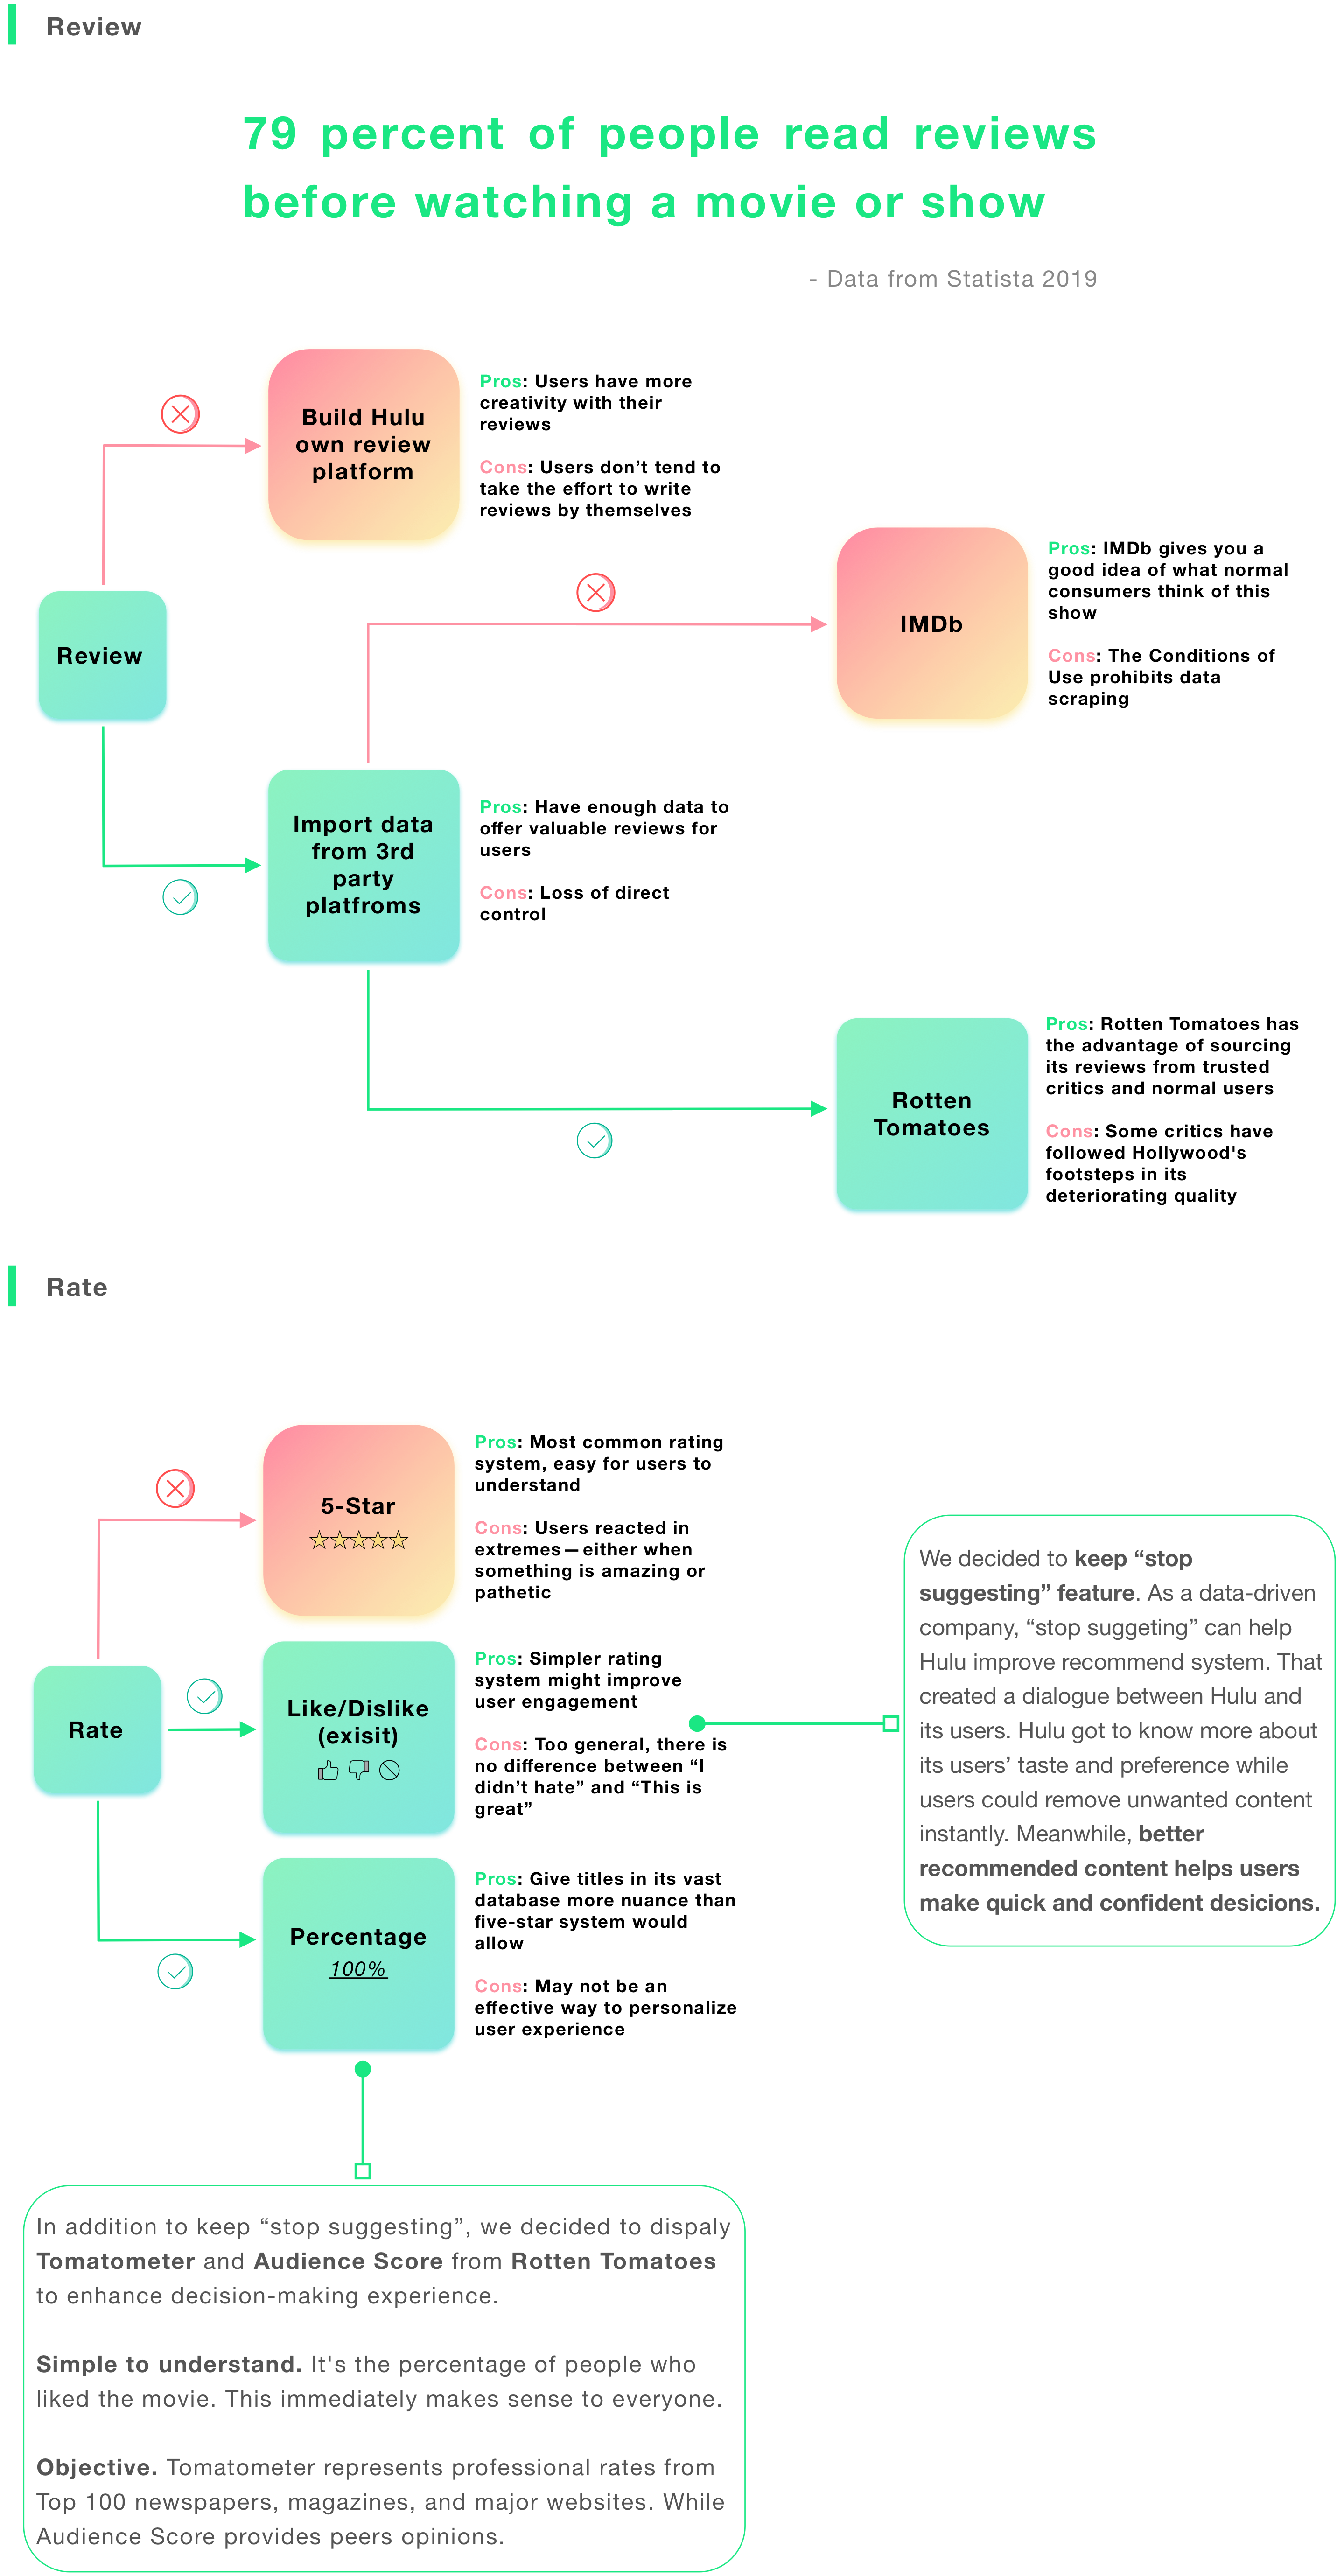 Review
79 percent of people read reviews
before watching a movie or show
- Data from Statista 2019
Build Hulu
own review
platform
Pros: Users have more
creativity with their
reviews
Cons: Users don’t tend to
take the effort to write
reviews by themselves
IMDb
Pros: IMDb gives you a
good idea of what normal
consumers think of this
show
Cons: The Conditions of
Use prohibits data
scraping
Review
Import data
from 3rd
party
platfroms
Pros: Have enough data to
offer valuable reviews for
users
Cons: Loss of direct
control
Rotten
Tomatoes
Pros: Rotten Tomatoes has
the advantage of sourcing
its reviews from trusted
critics and normal users
Cons: Some critics have
followed Hollywood's
footsteps in its
deteriorating quality
Rate
5-Star
Pros: Most common rating
system, easy for users to
understand
Cons: Users reacted in
extremes — either when
something is amazing or
pathetic
Rate
Like/Dislike
(exisit)
Pros: Simpler rating
system might improve
user engagement
Cons: Too general, there is
no difference between “I
didn’t hate” and “This is
great”
We decided to keep “stop
suggesting” feature. As a data-driven
company, “stop suggeting” can help
Hulu improve recommend system. That
created a dialogue between Hulu and
its users. Hulu got to know more about
its users’ taste and preference while
users could remove unwanted content
instantly. Meanwhile, better
recommended content helps users
make quick and confident desicions.
Percentage
100%
Pros: Give titles in its vast
database more nuance than
five-star system would
allow
Cons: May not be an
effective way to personalize
user experience
In addition to keep “stop suggesting”, we decided to dispaly
Tomatometer and Audience Score from Rotten Tomatoes
to enhance decision-making experience.
Simple to understand. It's the percentage of people who
liked the movie. This immediately makes sense to everyone.
Objective. Tomatometer represents professional rates from
Top 100 newspapers, magazines, and major websites. While
Audience Score provides peers opinions.